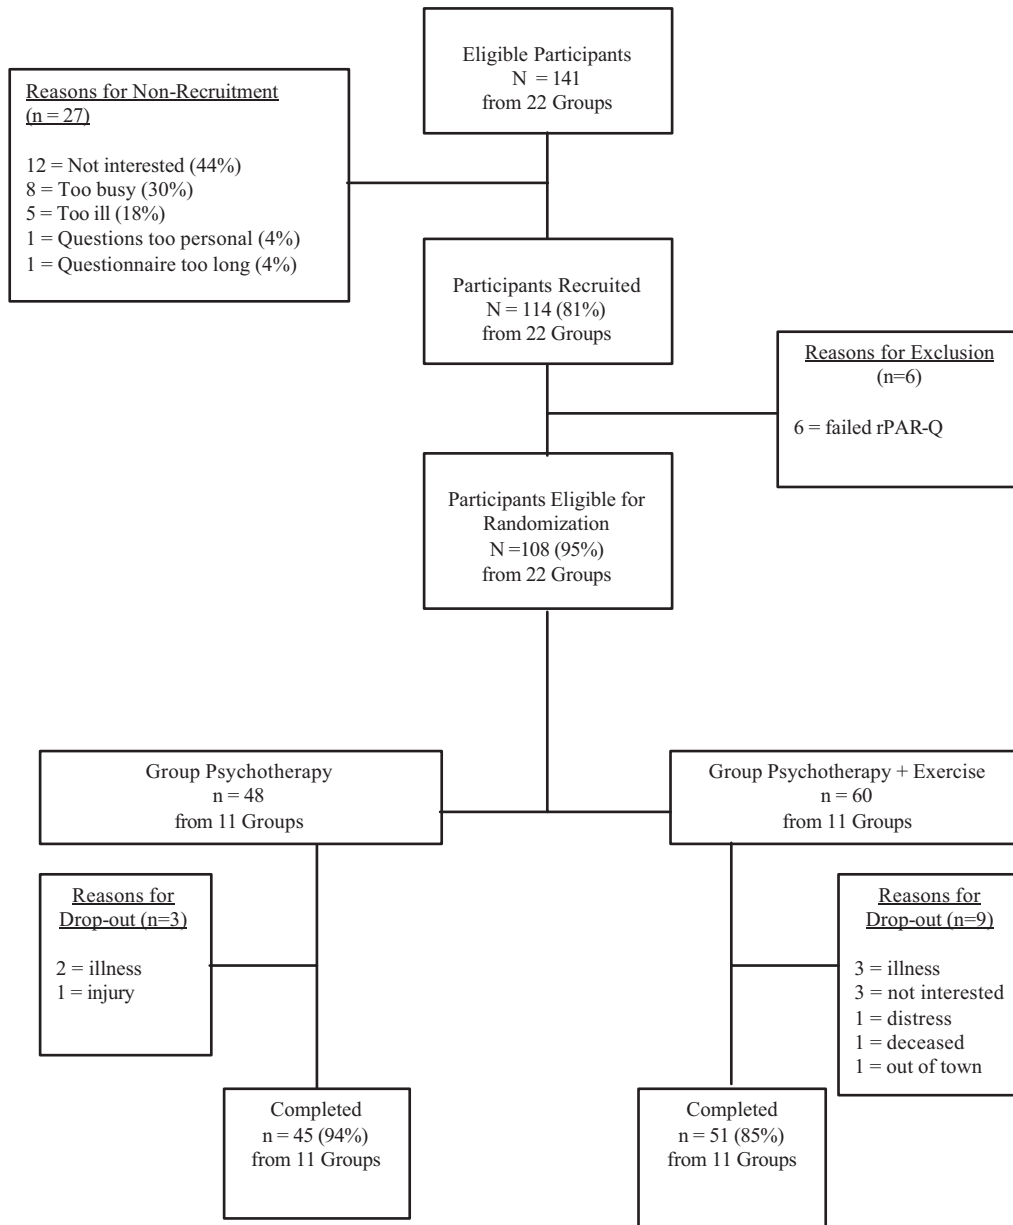 Eligible Participants
N = 141
from 22 Groups
Reasons for Non-Recruitment
(n = 27)
12 = Not interested (44%)
8 = Too busy (30%)
5 = Too ill (18%)
1 = Questions too personal (4%)
1 = Questionnaire too long (4%)
Participants Recruited
N = 114 (81%)
from 22 Groups
Reasons for Exclusion
(n=6)
6 = failed rPAR-Q
Participants Eligible for
Randomization
N =108 (95%)
from 22 Groups
Group Psychotherapy
n = 48
from 11 Groups
Group Psychotherapy + Exercise
n = 60
from 11 Groups
Reasons for
Drop-out (n=3)
2 = illness
1 = injury
Reasons for
Drop-out (n=9)
3 = illness
3 = not interested
1 = distress
1 = deceased
1 = out of town
Completed
n = 45 (94%)
from 11 Groups
Completed
n = 51 (85%)
from 11 Groups